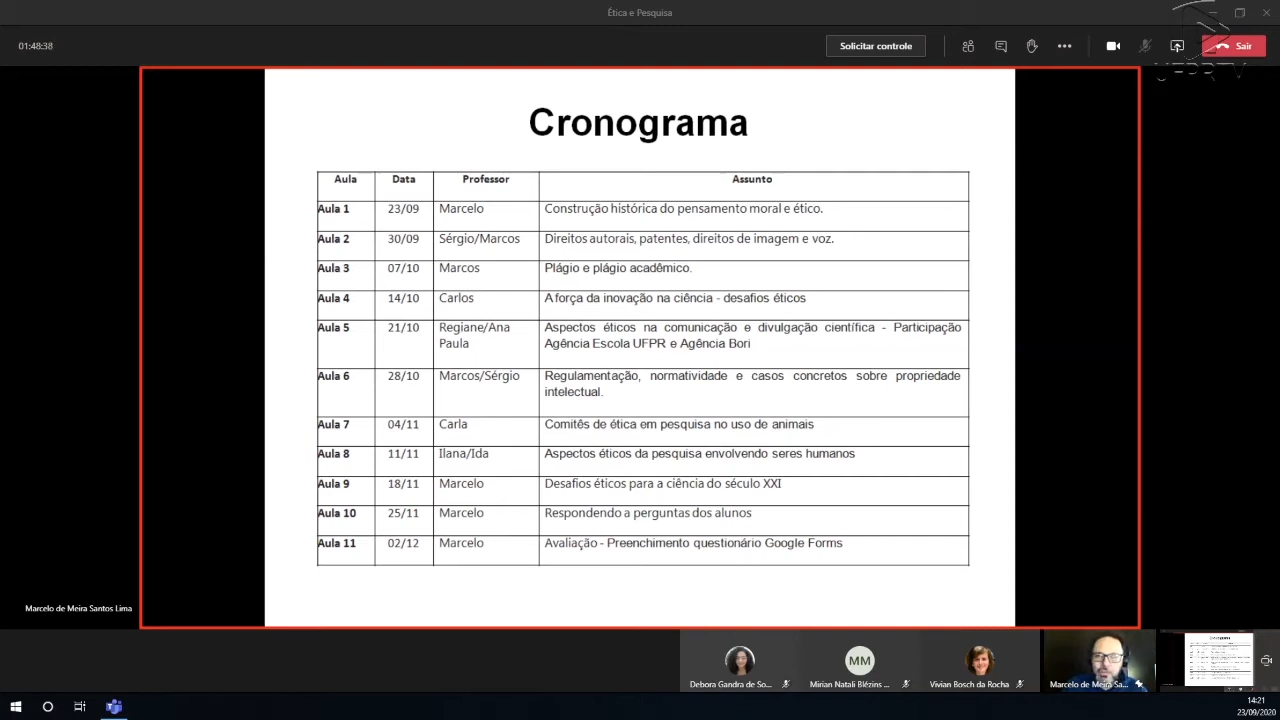 Ética e Pesquisa
01:48:38
Solicitar controle
Sair
Cronograma
Aula Data Professor Assunto
Aula 1 23/09 Marcelo Construção histórica do pensamento moral e ético.
Aula 2 30/09 Sérgio/Marcos Direitos autorais, patentes, direitos de imagem e voz.
Aula 3 07/10 Marcos Plágio e plágio acadêmico.
Aula 4 14/10 Carlos A força da inovação na ciência - desafios éticos
Aula 5 21/10 Regiane/Ana Aspectos éticos na comunicação e divulgação científica - Participação
Paula Agência Escola UFPR e Agência Bori
Aula 6 28/10 Marcos/Sérgio Regulamentação, normatividade e casos concretos sobre propriedade
intelectual.
Aula 7 04/11 Carla Comitês de ética em pesquisa no uso de animais
Aula 8 11/11 Ilana/Ida Aspectos éticos da pesquisa envolvendo seres humanos
Aula 9 18/11 Marcelo Desafios éticos para a ciência do século XXI
Aula 10 25/11 Marcelo Respondendo a perguntas dos alunos
Aula 11 02/12 Marcelo Avaliação - Preenchimento questionário Google Forms
Marcelo de Meira Santos Lima
MM
Gandra de
Mirian Natali Blézins ...
da Rocha
Marcelo de Meira Sa...
14:21
23/09/2020